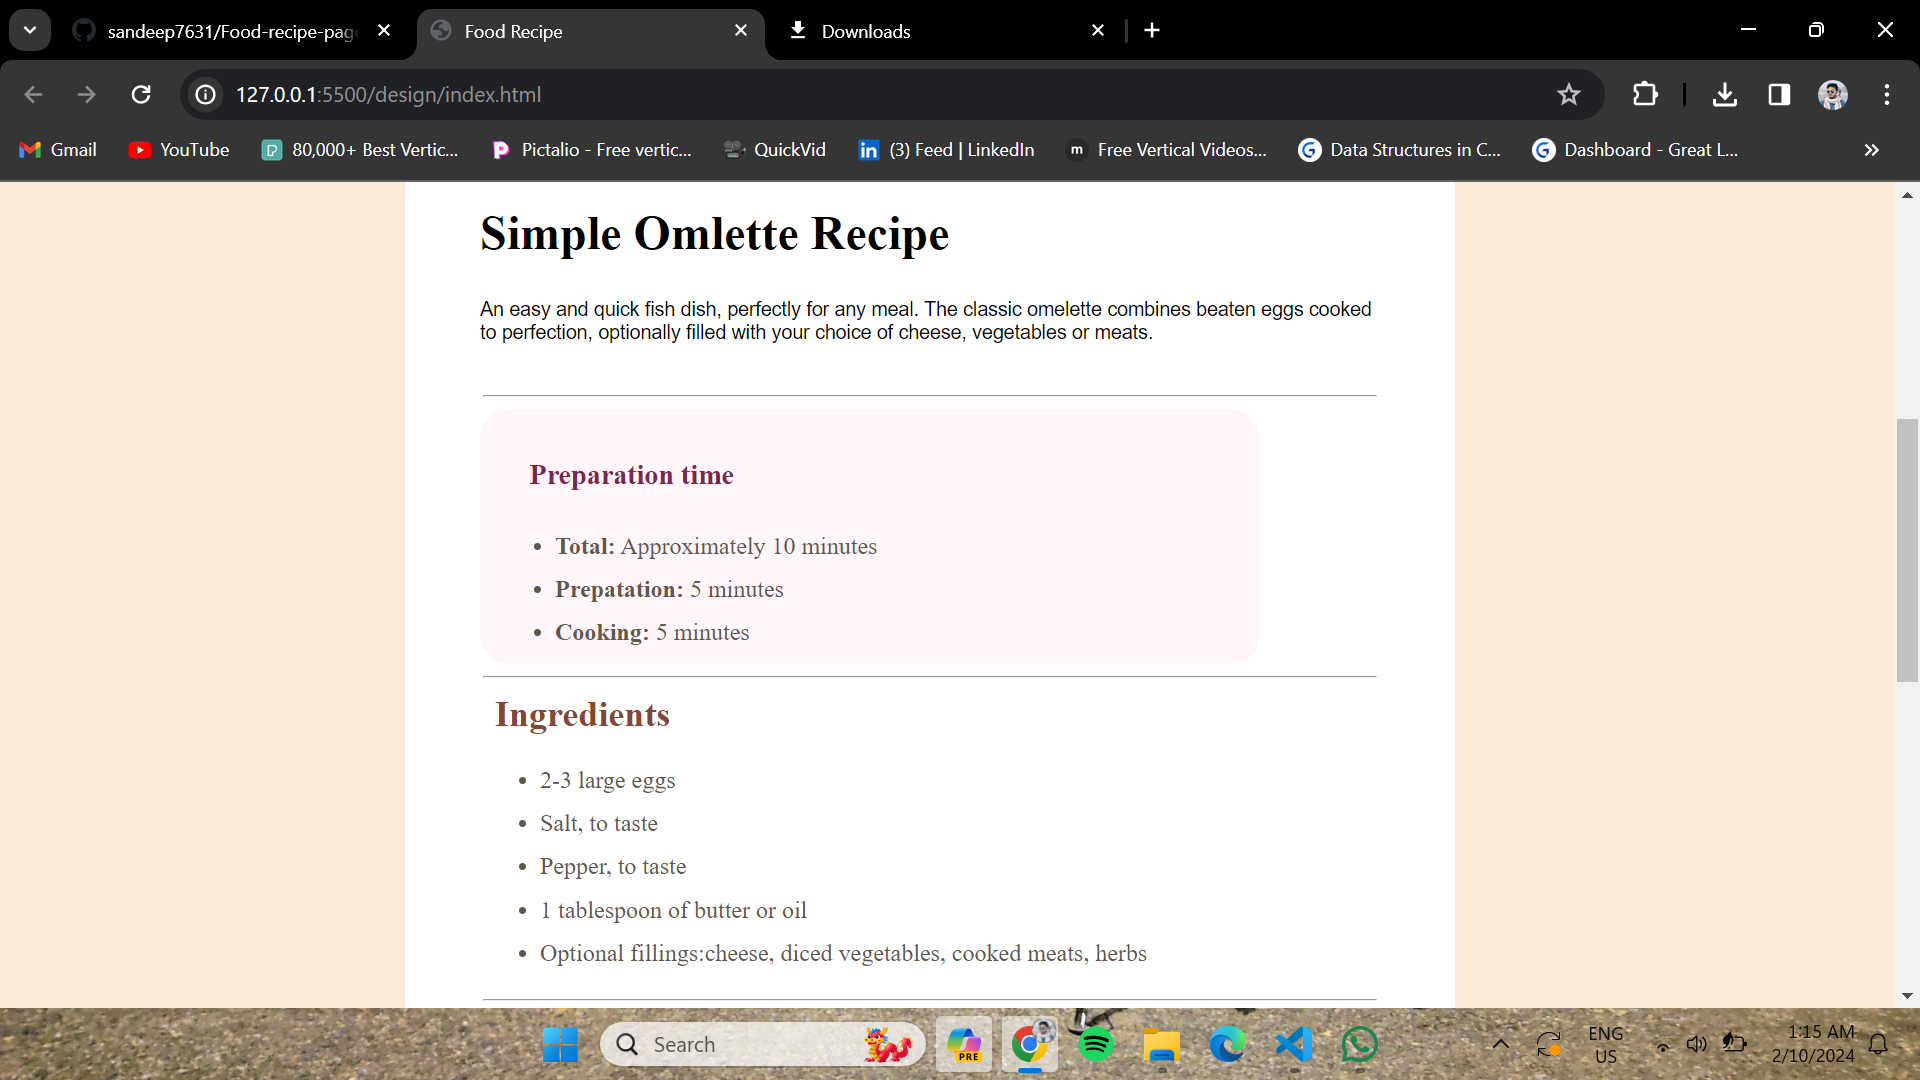 sandeep7631/Food-recipe-page
Food Recipe
Downloads
127.0.0.1:5500/design/index.html
Gmail
YouTube
80,000+ Best Vertic...
Pictalio - Free vertic...
QuickVid
(3) Feed | LinkedIn
Free Vertical Videos...
Data Structures in C...
Dashboard - Great L...
Simple Omlette Recipe
An easy and quick fish dish, perfectly for any meal. The classic omelette combines beaten eggs cooked
to perfection, optionally filled with your choice of cheese, vegetables or meats.
Preparation time
• Total: Approximately 10 minutes
• Prepatation: 5 minutes
• Cooking: 5 minutes
Ingredients
• 2-3 large eggs
• Salt, to taste
• Pepper, to taste
• 1 tablespoon of butter or oil
• Optional fillings:cheese, diced vegetables, cooked meats, herbs
Search
PRE
ENG
US
1:15 AM
2/10/2024